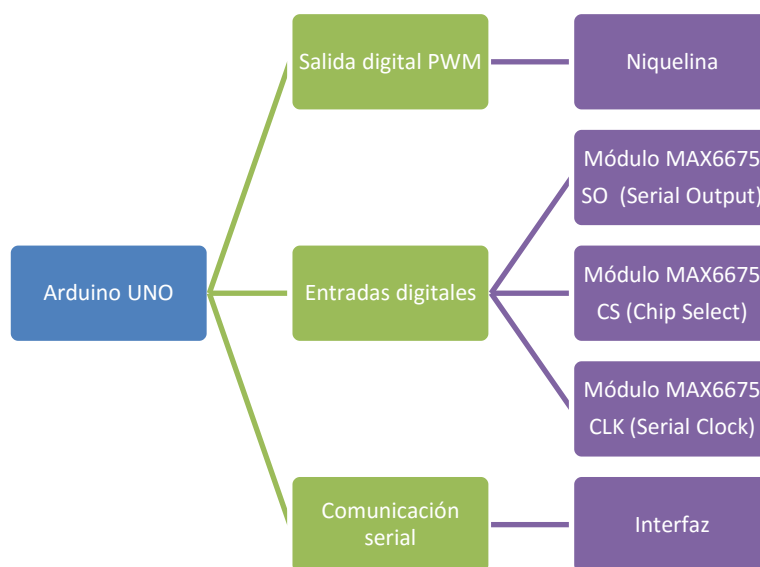 Salida digital PWM
Niquelina
Módulo MAX6675
SO (Serial Output)
Arduino UNO
Entradas digitales
Módulo MAX6675
CS (Chip Select)
Módulo MAX6675
CLK (Serial Clock)
Comunicación
serial
Interfaz